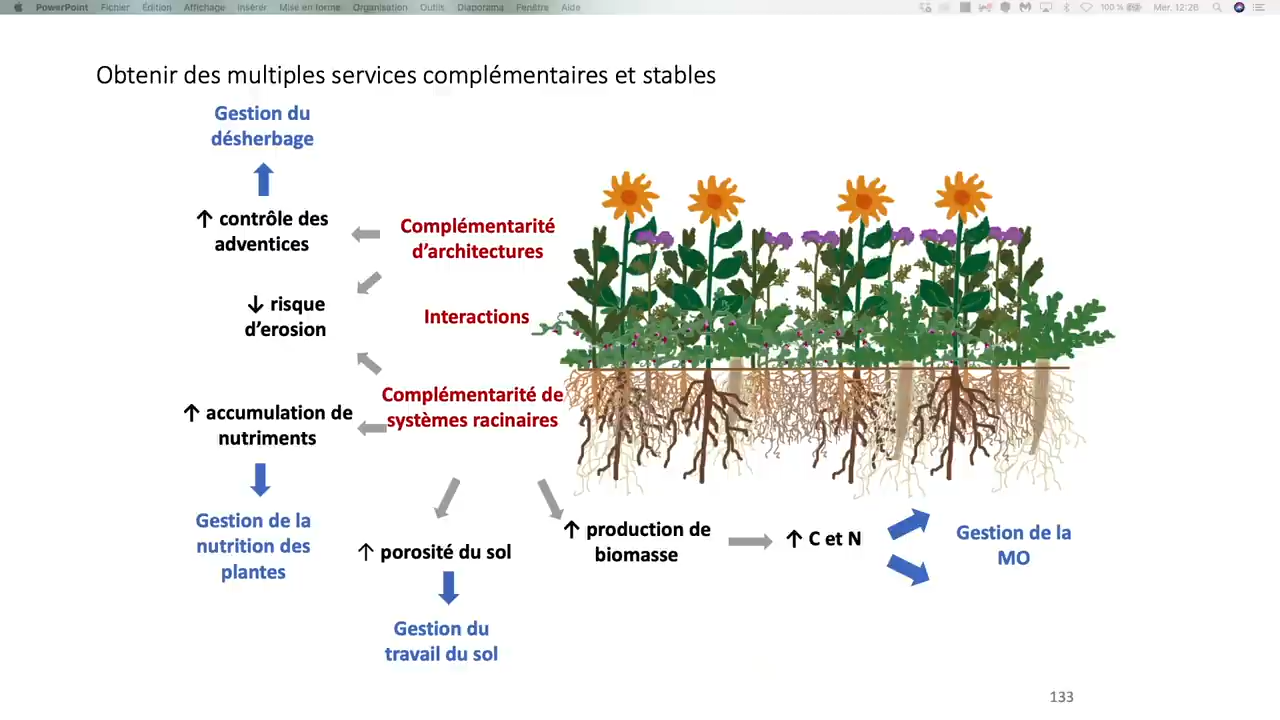 PowerPoint Fichier Édition Affichage Insérer Mise en forme Organisation Outils Diaporama Fenêtre Aide 100 % Mer. 12:26
Obtenir des multiples services complémentaires et stables
Gestion du
désherbage
↑ contrôle des
adventices
Complémentarité
d’architectures
↓ risque
d’erosion
Interactions
Complémentarité de
systèmes racinaires
↑ accumulation de
nutriments
Gestion de la
nutrition des
plantes
↑ porosité du sol
↑ production de
biomasse
↑ C et N
Gestion de la
MO
Gestion du
travail du sol
133